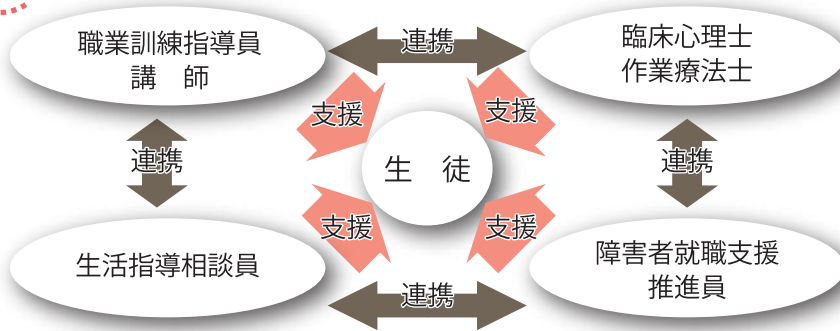 職業訓練指導員
講　師
連携
臨床心理士
作業療法士
支援
支援
連携
生　徒
連携
支援
支援
生活指導相談員
連携
障害者就職支援
推進員